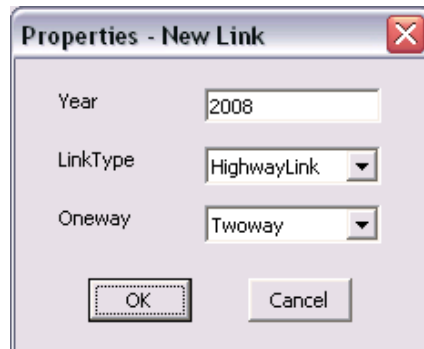 Properties - New Link
Year 2008
LinkType HighwayLink
Oneway Twoway
OK Cancel